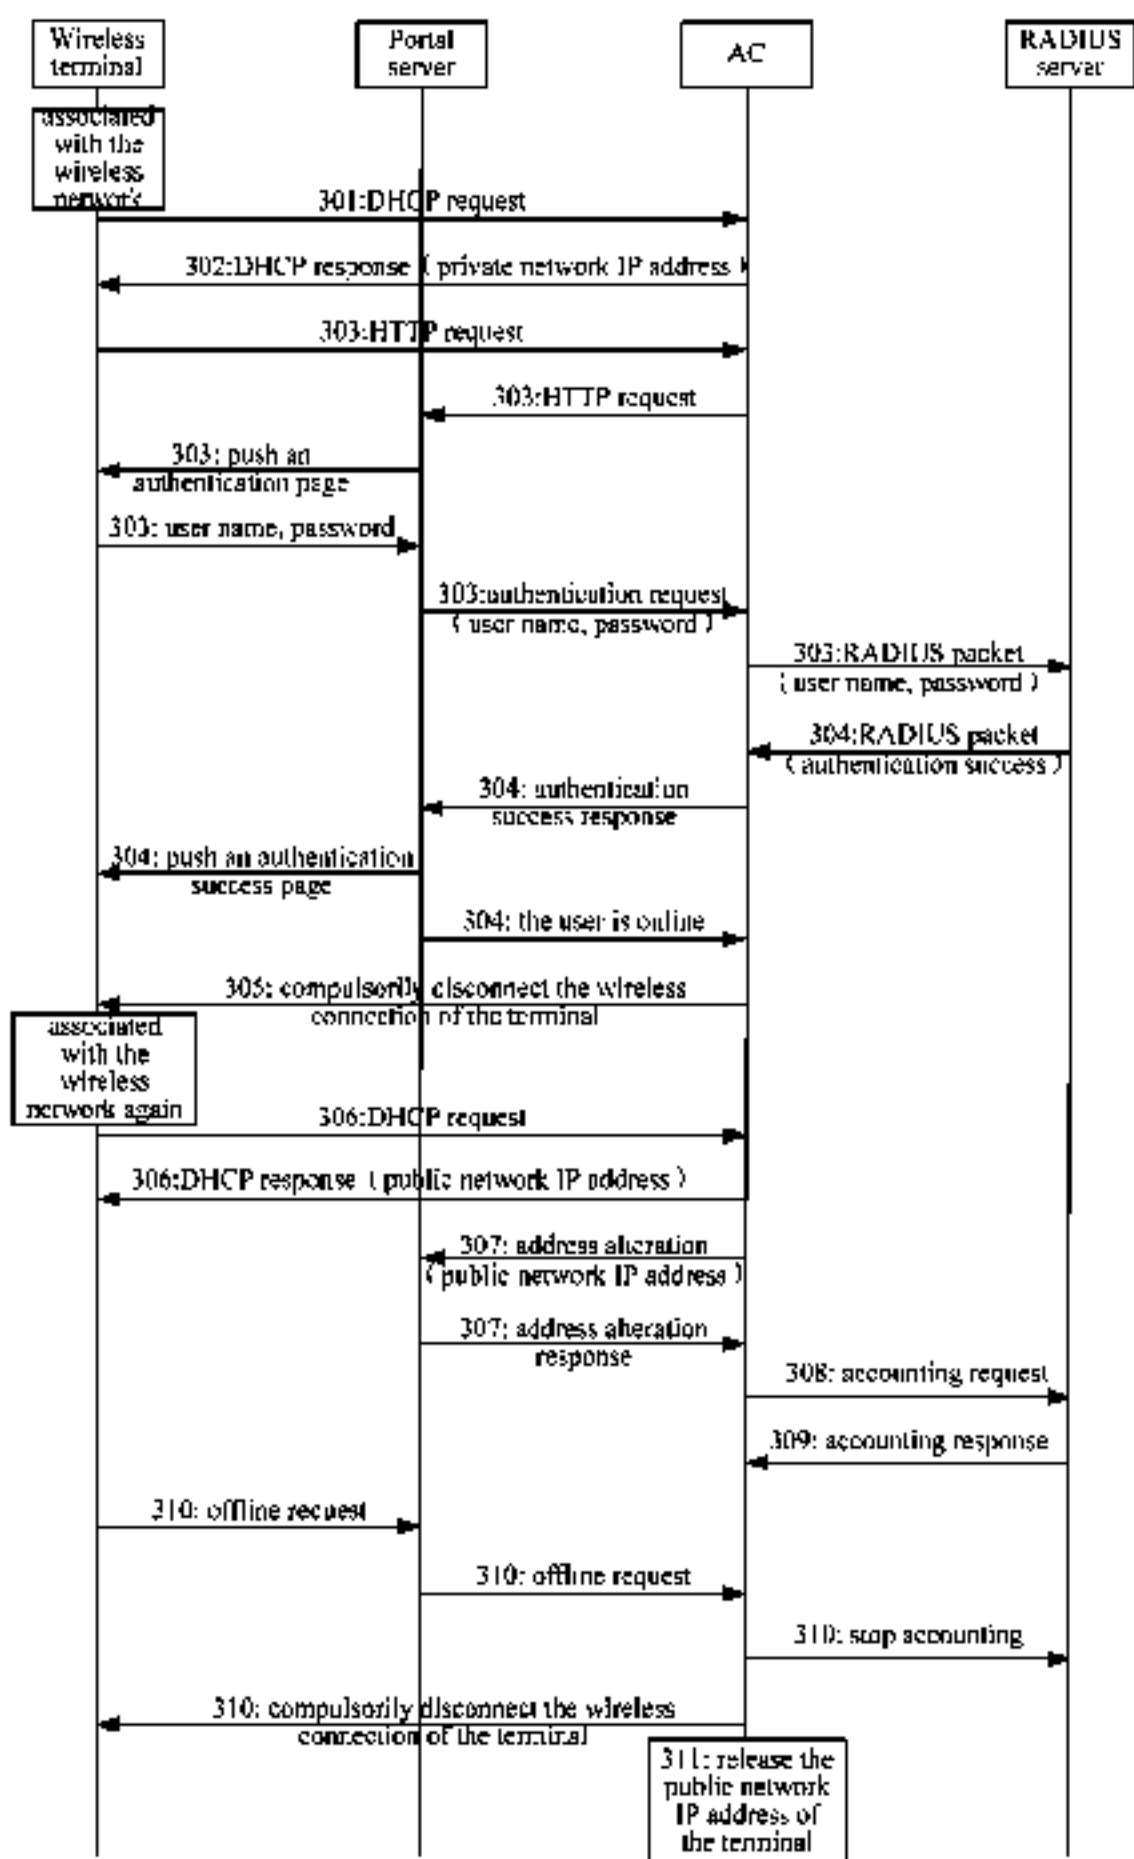 Wireless
terminal
Portal
server
AC
RADIUS
server
associated
with the
wireless
network
301:DHCP request
302:DHCP response (private network IP address)
303:HTTP request
303:HTTP request
303: push an
authentication page
303: user name, password
303:authentication request
(user name, password)
303:RADIUS packet
(user name, password)
304:RADIUS packet
(authentication success)
304: authentication
success response
304: push an authentication
success page
304: the user is online
305: compulsorily disconnect the wireless
connection of the terminal
associated
with the
wireless
network again
306:DHCP request
306:DHCP response (public network IP address)
307: address alteration
(public network IP address)
307: address alteration
response
308: accounting request
309: accounting response
310: offline request
310: offline request
310: stop accounting
310: compulsorily disconnect the wireless
connection of the terminal
311: release the
public network
IP address of
the terminal